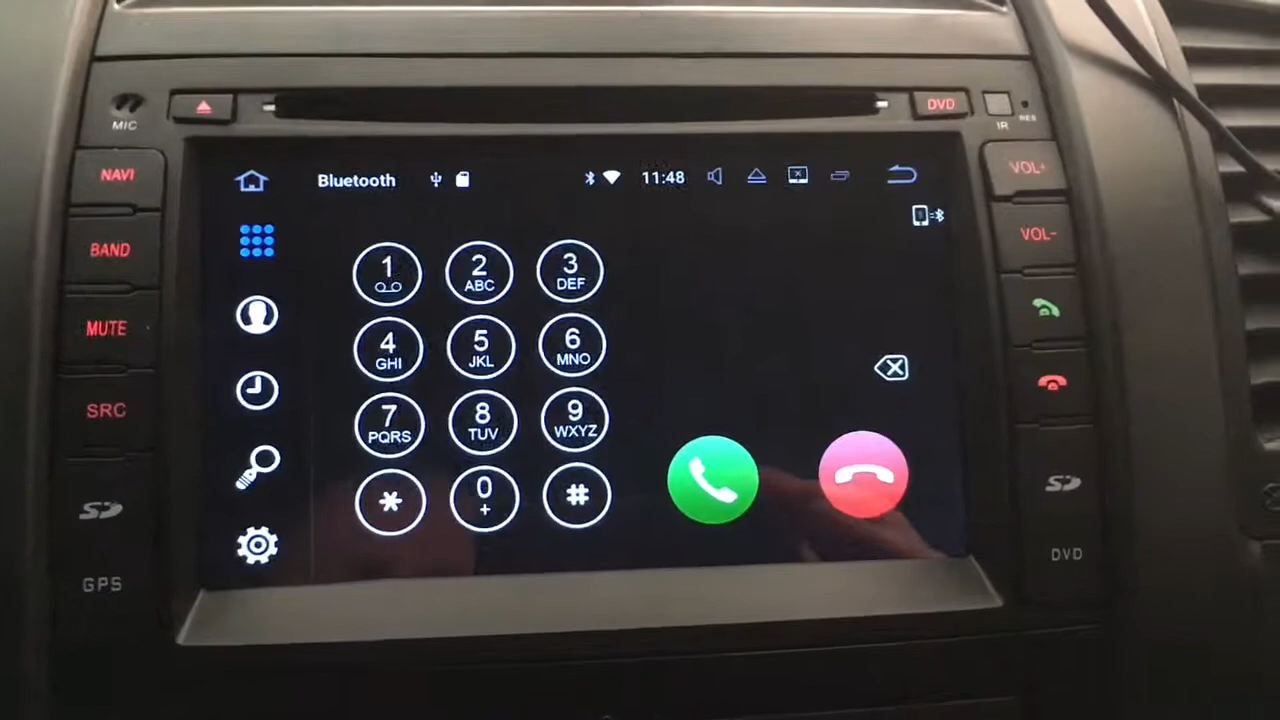 MIC
DVD
IR
RES
NAVI
BAND
MUTE
SRC
SD
GPS
Bluetooth
11:48
1
2
ABC
3
DEF
4
GHI
5
JKL
6
MNO
7
PQRS
8
TUV
9
WXYZ
*
0
+
#
VOL+
VOL-
SD
DVD